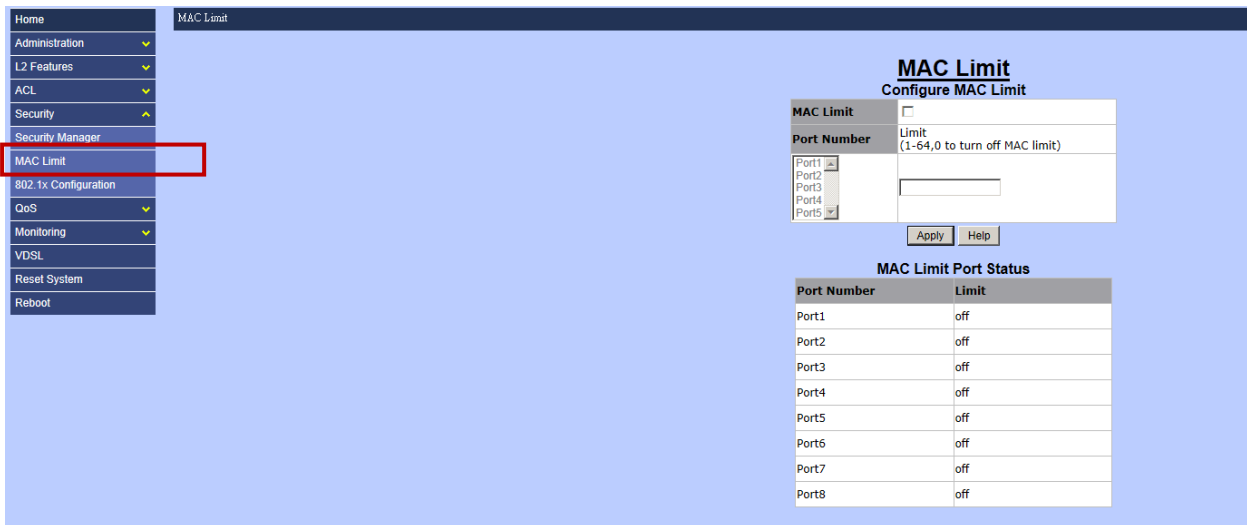 Home
MAC Limit
Administration
L2 Features
ACL
Security
Security Manager
MAC Limit
802.1x Configuration
QoS
Monitoring
VDSL
Reset System
Reboot
MAC Limit
Configure MAC Limit
MAC Limit
Port Number
Limit
(1-64,0 to turn off MAC limit)
Port1
Port2
Port3
Port4
Port5
Apply Help
MAC Limit Port Status
Port Number Limit
Port1 off
Port2 off
Port3 off
Port4 off
Port5 off
Port6 off
Port7 off
Port8 off